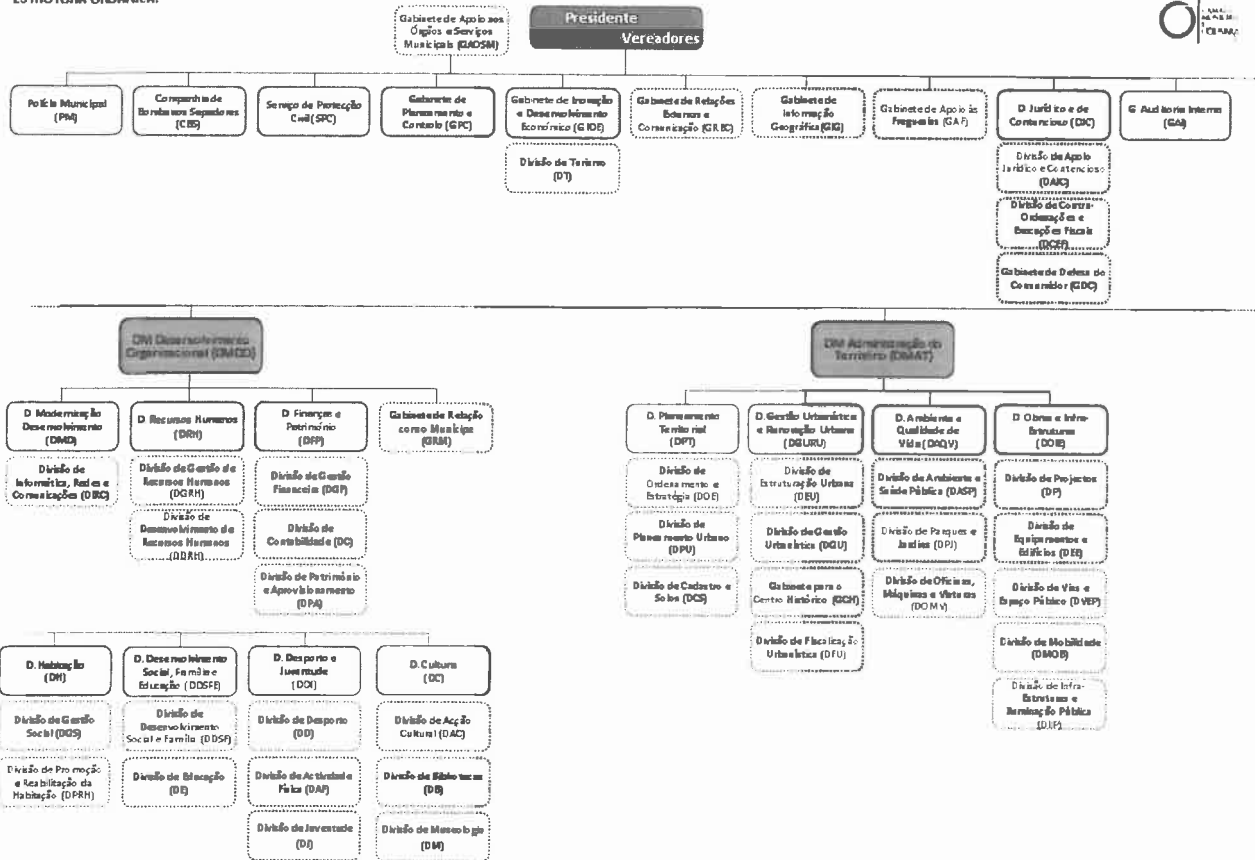 ESTRUTURA ORGÂNICA:
Gabinete de Apoio aos
Órgãos e Serviços
Municipais (GAOSM)
Presidente
Vereadores
Polícia Municipal
(PM)
Companhia de
Bombeiros Sapadores
(CBS)
Serviço de Protecção
Civil (SPC)
Gabinete de
Planeamento e
Controlo (GPC)
Gabinete de Inovação
e Desenvolvimento
Económico (GIDE)
Gabinete de Relações
Externas e
Comunicação (GREC)
Gabinete de
Informação
Geográfica (GIG)
Gabinete de Apoio às
Freguesias (GAF)
D. Jurídico e de
Contencioso (DJC)
G Auditoria Interna
(GAI)
Divisão de Turismo
(DT)
Divisão de Apoio
Jurídico e Contencioso
(DAJC)
Divisão de Contra-
Ordenações e
Execuções Fiscais
(DCEF)
Gabinete de Defesa do
Consumidor (GDC)
DM Desenvolvimento
Organizacional (DMDO)
DM Administração do
Território (DMAT)
D. Modernização
Desenvolvimento
(DMD)
D. Recursos Humanos
(DRH)
D. Finanças e
Património
(DFP)
Gabinete de Relação
com o Munícipe
(GRM)
D. Planeamento
Territorial
(DPT)
D. Gestão Urbanística
e Renovação Urbana
(DGURU)
D. Ambiente e
Qualidade de
Vida (DAQV)
D. Obras e Infra-
Estruturas
(DOIE)
Divisão de
Informática, Redes e
Comunicações (DIRC)
Divisão de Gestão de
Recursos Humanos
(DGRH)
Divisão de
Desenvolvimento de
Recursos Humanos
(DDRH)
Divisão de Gestão
Financeira (DGF)
Divisão de
Contabilidade (DC)
Divisão de Património
e Aprovisionamento
(DPA)
Divisão de
Ordenamento e
Estratégia (DOE)
Divisão de
Planeamento Urbano
(DPU)
Divisão de Cadastro e
Solos (DCS)
Divisão de
Estruturação Urbana
(DEU)
Divisão de Gestão
Urbanística (DGU)
Gabinete para o
Centro Histórico (GCH)
Divisão de Fiscalização
Urbanística (DFU)
Divisão de Ambiente e
Saúde Pública (DASP)
Divisão de Parques e
Jardins (DPJ)
Divisão de Oficinas,
Máquinas e Viaturas
(DOMV)
Divisão de Projectos
(DP)
Divisão de
Equipamentos e
Edifícios (DEE)
Divisão de Vias e
Espaço Público (DVEP)
Divisão de Mobilidade
(DMOB)
Divisão de Infra-
Estruturas e
Iluminação Pública
(DIIP)
D. Habitação
(DH)
D. Desenvolvimento
Social, Família e
Educação (DDSFE)
D. Desporto e
Juventude
(DDJ)
D. Cultura
(DC)
Divisão de Gestão
Social (DGS)
Divisão de Promoção
e Reabilitação da
Habitação (DPRH)
Divisão de
Desenvolvimento
Social e Família (DDSF)
Divisão de Educação
(DE)
Divisão de Desporto
(DD)
Divisão de Actividade
Física (DAF)
Divisão de Juventude
(DJ)
Divisão de Acção
Cultural (DAC)
Divisão de Bibliotecas
(DB)
Divisão de Museologia
(DM)